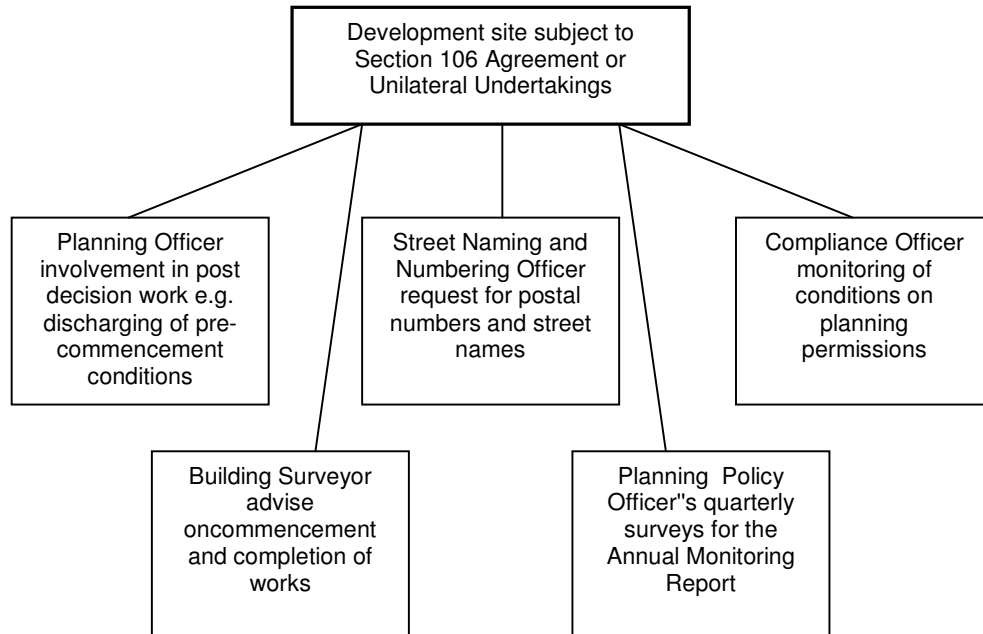 Development site subject to
Section 106 Agreement or
Unilateral Undertakings
Planning Officer
involvement in post
decision work e.g.
discharging of pre-
commencement
conditions
Street Naming and
Numbering Officer
request for postal
numbers and street
names
Compliance Officer
monitoring of
conditions on
planning
permissions
Building Surveyor
advise
oncommencement
and completion of
works
Planning Policy
Officer"s quarterly
surveys for the
Annual Monitoring
Report